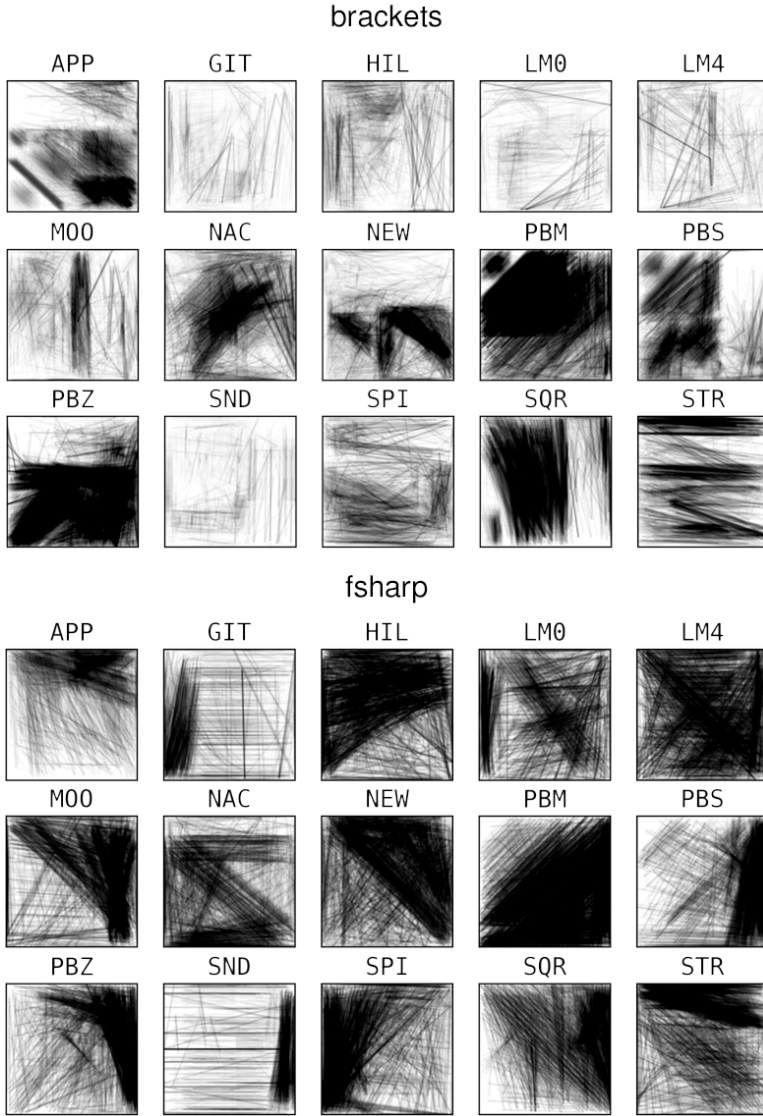 brackets
APP GIT HIL LM0 LM4
MOO NAC NEW PBM PBS
PBZ SND SPI SQR STR
fsharp
APP GIT HIL LM0 LM4
MOO NAC NEW PBM PBS
PBZ SND SPI SQR STR